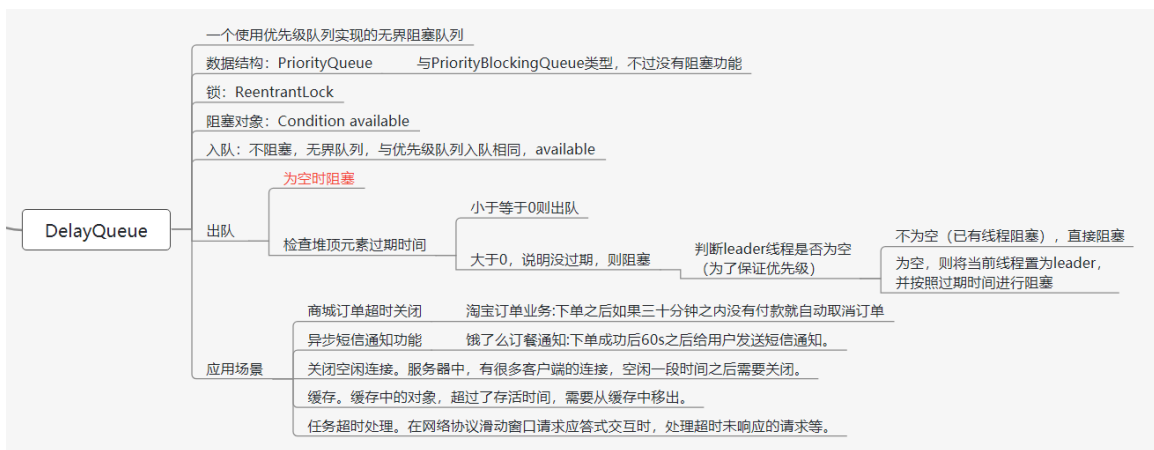 DelayQueue
一个使用优先级队列实现的无界阻塞队列
数据结构：PriorityQueue 与PriorityBlockingQueue类型，不过没有阻塞功能
锁：ReentrantLock
阻塞对象：Condition available
入队：不阻塞，无界队列，与优先级队列入队相同，available
出队
为空时阻塞
检查堆顶元素过期时间
小于等于0则出队
大于0，说明没过期，则阻塞
判断leader线程是否为空
（为了保证优先级）
不为空（已有线程阻塞），直接阻塞
为空，则将当前线程置为leader，
并按照过期时间进行阻塞
应用场景
商城订单超时关闭 淘宝订单业务:下单之后如果三十分钟之内没有付款就自动取消订单
异步短信通知功能 饿了么订餐通知:下单成功后60s之后给用户发送短信通知。
关闭空闲连接。服务器中，有很多客户端的连接，空闲一段时间之后需要关闭。
缓存。缓存中的对象，超过了存活时间，需要从缓存中移出。
任务超时处理。在网络协议滑动窗口请求应答式交互时，处理超时未响应的请求等。